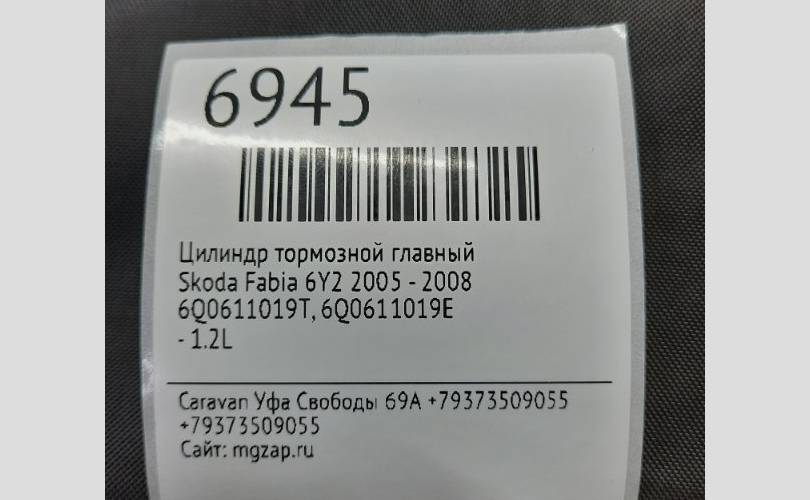 6945
Цилиндр тормозной главный
Skoda Fabia 6Y2 2005 - 2008
6Q0611019T, 6Q0611019E
- 1.2L
Caravan Уфа Свободы 69А +79373509055
+79373509055
Сайт: mgzap.ru